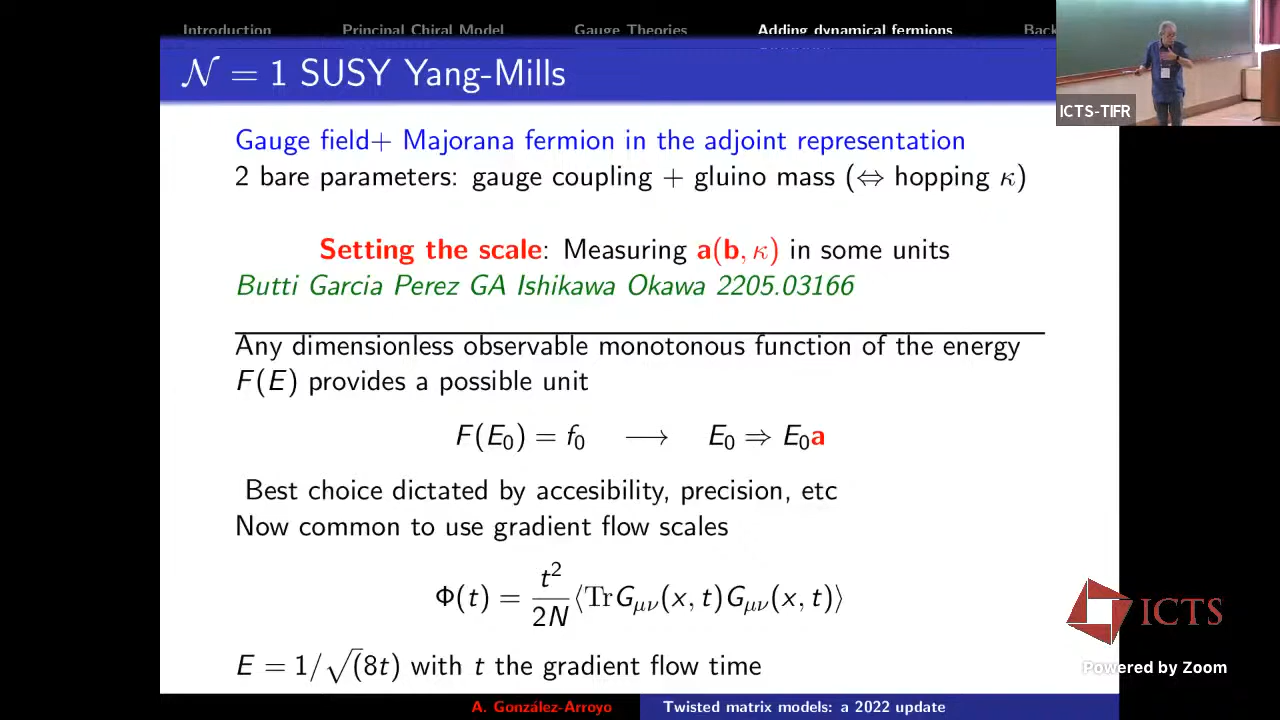 Introduction Principal Chiral Model Gauge Theories Adding dynamical fermions Back
N = 1 SUSY Yang-Mills
ICTS-TIFR
Gauge field+ Majorana fermion in the adjoint representation
2 bare parameters: gauge coupling + gluino mass (⇔ hopping κ)
Setting the scale: Measuring a(b, κ) in some units
Butti Garcia Perez GA Ishikawa Okawa 2205.03166
Any dimensionless observable monotonous function of the energy
F(E) provides a possible unit
F(E₀) = f₀ ⟶ E₀ ⇒ E₀a
Best choice dictated by accesibility, precision, etc
Now common to use gradient flow scales
Φ(t) = t²/2N ⟨TrG_μν(x, t)G_μν(x, t)⟩
E = 1/√(8t) with t the gradient flow time
ICTS
Powered by Zoom
A. González-Arroyo Twisted matrix models: a 2022 update